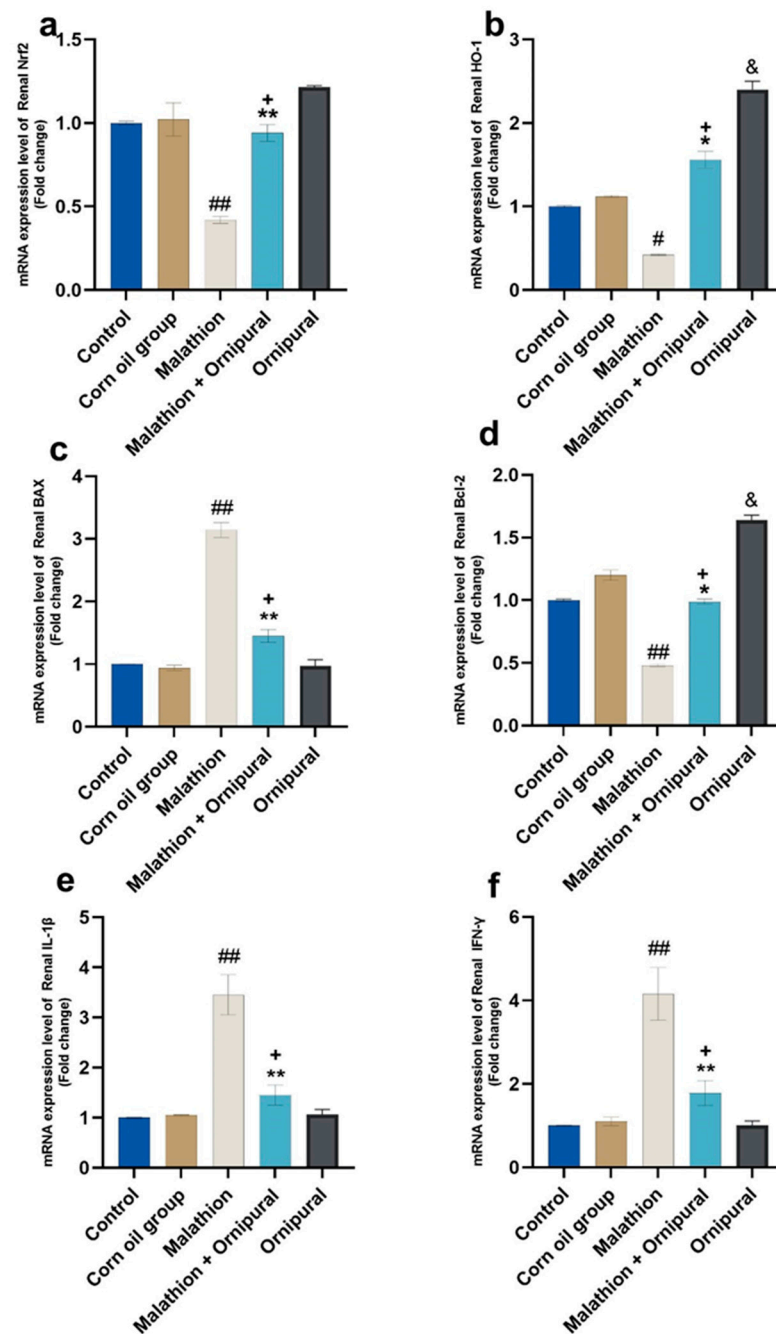 a
mRNA expression level of Renal Nrf2
(Fold change)
1.5
1.0
0.5
0.0
##
+
**
Control
Corn oil group
Malathion
Malathion + Ornipural
Ornipural
b
mRNA expression level of Renal HO-1
(Fold change)
3
2
1
0
#
+
*
&
Control
Corn oil group
Malathion
Malathion + Ornipural
Ornipural
c
mRNA expression level of Renal BAX
(Fold change)
4
3
2
1
0
##
+
**
Control
Corn oil group
Malathion
Malathion + Ornipural
Ornipural
d
mRNA expression level of Renal Bcl-2
(Fold change)
2.0
1.5
1.0
0.5
0.0
##
+
*
&
Control
Corn oil group
Malathion
Malathion + Ornipural
Ornipural
e
mRNA expression level of Renal IL-1β
(Fold change)
5
4
3
2
1
0
##
+
**
Control
Corn oil group
Malathion
Malathion + Ornipural
Ornipural
f
mRNA expression level of Renal IFN-γ
(Fold change)
6
4
2
0
##
+
**
Control
Corn oil group
Malathion
Malathion + Ornipural
Ornipural